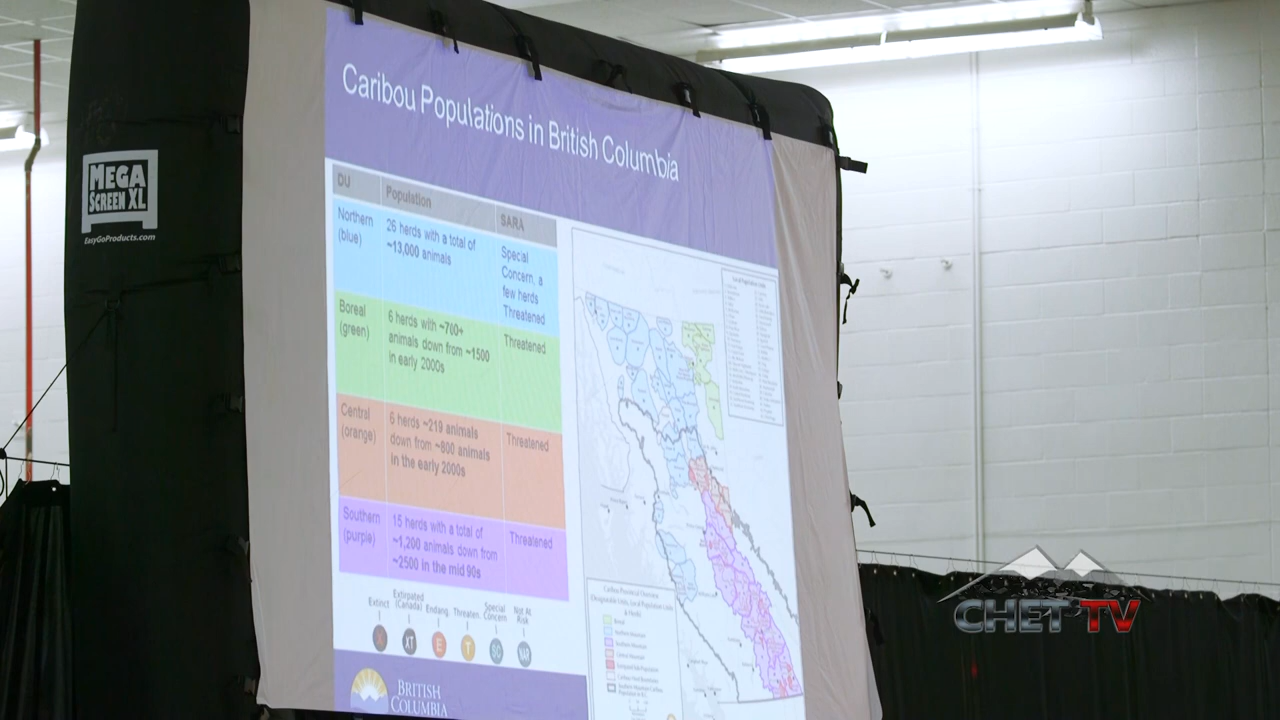 MEGA
SCREEN XL
EasyGoProducts.com
Caribou Populations in British Columbia
DU Population SARA
Northern
(blue)
26 herds with a total of
~13,000 animals
Special
Concern, a
few herds
Threatened
Boreal
(green)
6 herds with ~700+
animals down from ~1500
in early 2000s
Threatened
Central
(orange)
6 herds ~219 animals
down from ~800 animals
in the early 2000s
Threatened
Southern
(purple)
15 herds with a total of
~1,200 animals down from
~2500 in the mid 90s
Threatened
Extinct
Extirpated
(Canada)
Endang.
Threaten.
Special
Concern
Not At
Risk
X XT E T SC NAR
BRITISH
COLUMBIA
CHET TV